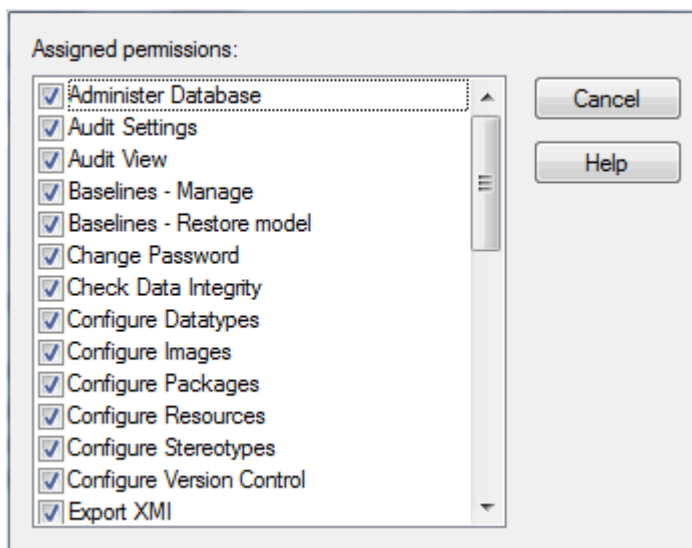 Assigned permissions:
Administer Database
Audit Settings
Audit View
Baselines - Manage
Baselines - Restore model
Change Password
Check Data Integrity
Configure Datatypes
Configure Images
Configure Packages
Configure Resources
Configure Stereotypes
Configure Version Control
Export XMI
Cancel
Help